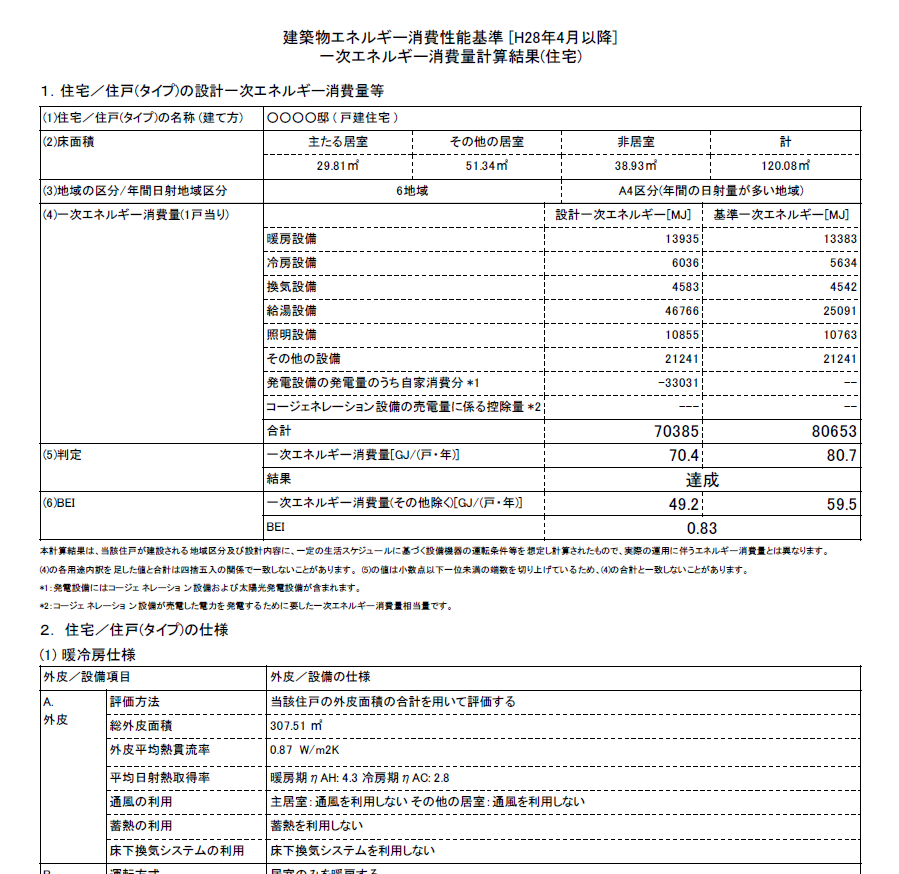 建築物エネルギー消費性能基準 [H28年4月以降]
一次エネルギー消費量計算結果(住宅)
1. 住宅／住戸(タイプ)の設計一次エネルギー消費量等
(1)住宅／住戸(タイプ)の名称(建て方) 〇〇〇〇邸 ( 戸建住宅 )
(2)床面積 主たる居室 その他の居室 非居室 計
29.81㎡ 51.34㎡ 38.93㎡ 120.08㎡
(3)地域の区分/年間日射地域区分 6地域 A4区分(年間の日射量が多い地域)
(4)一次エネルギー消費量(1戸当り) 設計一次エネルギー[MJ] 基準一次エネルギー[MJ]
暖房設備 13935 13383
冷房設備 6036 5634
換気設備 4583 4542
給湯設備 46766 25091
照明設備 10855 10763
その他の設備 21241 21241
発電設備の発電量のうち自家消費分 *1 -33031 --
コージェネレーション設備の売電量に係る控除量 *2 --- --
合計 70385 80653
(5)判定 一次エネルギー消費量[GJ/(戸・年)] 70.4 80.7
結果 達成
(6)BEI 一次エネルギー消費量(その他除く)[GJ/(戸・年)] 49.2 59.5
BEI 0.83
本計算結果は、当該住戸が建設される地域区分及び設計内容に、一定の生活スケジュールに基づく設備機器の運転条件等を想定し計算されたもので、実際の運用に伴うエネルギー消費量とは異なります。
(4)の各用途内訳を足した値と合計は四捨五入の関係で一致しないことがあります。 (5)の値は小数点以下一位未満の端数を切り上げているため、(4)の合計と一致しないことがあります。
*1：発電設備にはコージェネレーション設備および太陽光発電設備が含まれます。
*2：コージェネレーション設備が売電した電力を発電するために要した一次エネルギー消費量相当量です。
2. 住宅／住戸(タイプ)の仕様
(1) 暖冷房仕様
外皮／設備項目 外皮／設備の仕様
A. 評価方法 当該住戸の外皮面積の合計を用いて評価する
外皮 総外皮面積 307.51 ㎡
外皮平均熱貫流率 0.87 W/m2K
平均日射熱取得率 暖房期ηAH: 4.3 冷房期ηAC: 2.8
通風の利用 主居室: 通風を利用しない その他の居室: 通風を利用しない
蓄熱の利用 蓄熱を利用しない
床下換気システムの利用 床下換気システムを利用しない
B. 運転方式 居室のみを暖房する